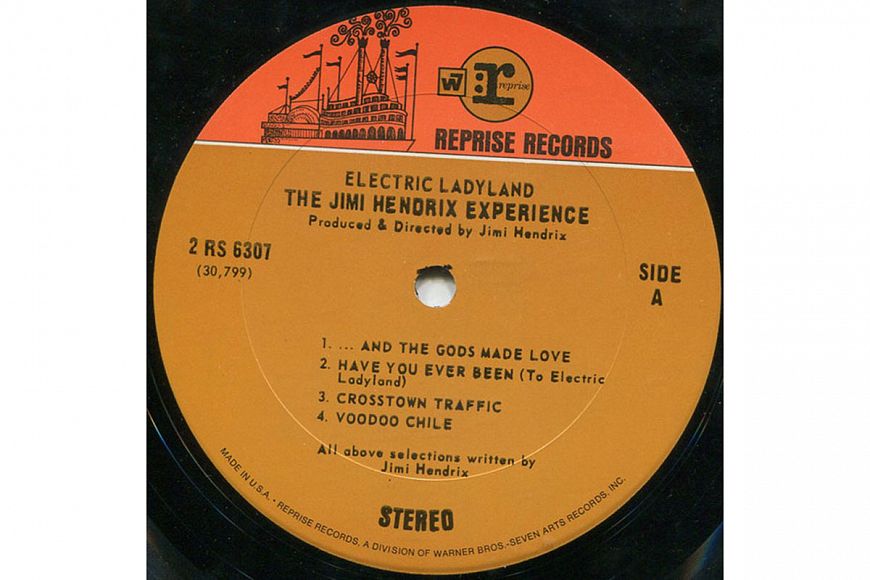 W7
r: reprise
REPRISE RECORDS
ELECTRIC LADYLAND
THE JIMI HENDRIX EXPERIENCE
Produced & Directed by Jimi Hendrix
2 RS 6307
(30,799)
SIDE
A
1. ... AND THE GODS MADE LOVE
2. HAVE YOU EVER BEEN (To Electric
Ladyland)
3. CROSSTOWN TRAFFIC
4. VOODOO CHILE
All above selections written by
Jimi Hendrix
STEREO
MADE IN U.S.A. • REPRISE RECORDS, A DIVISION OF WARNER BROS.-SEVEN ARTS RECORDS, INC.